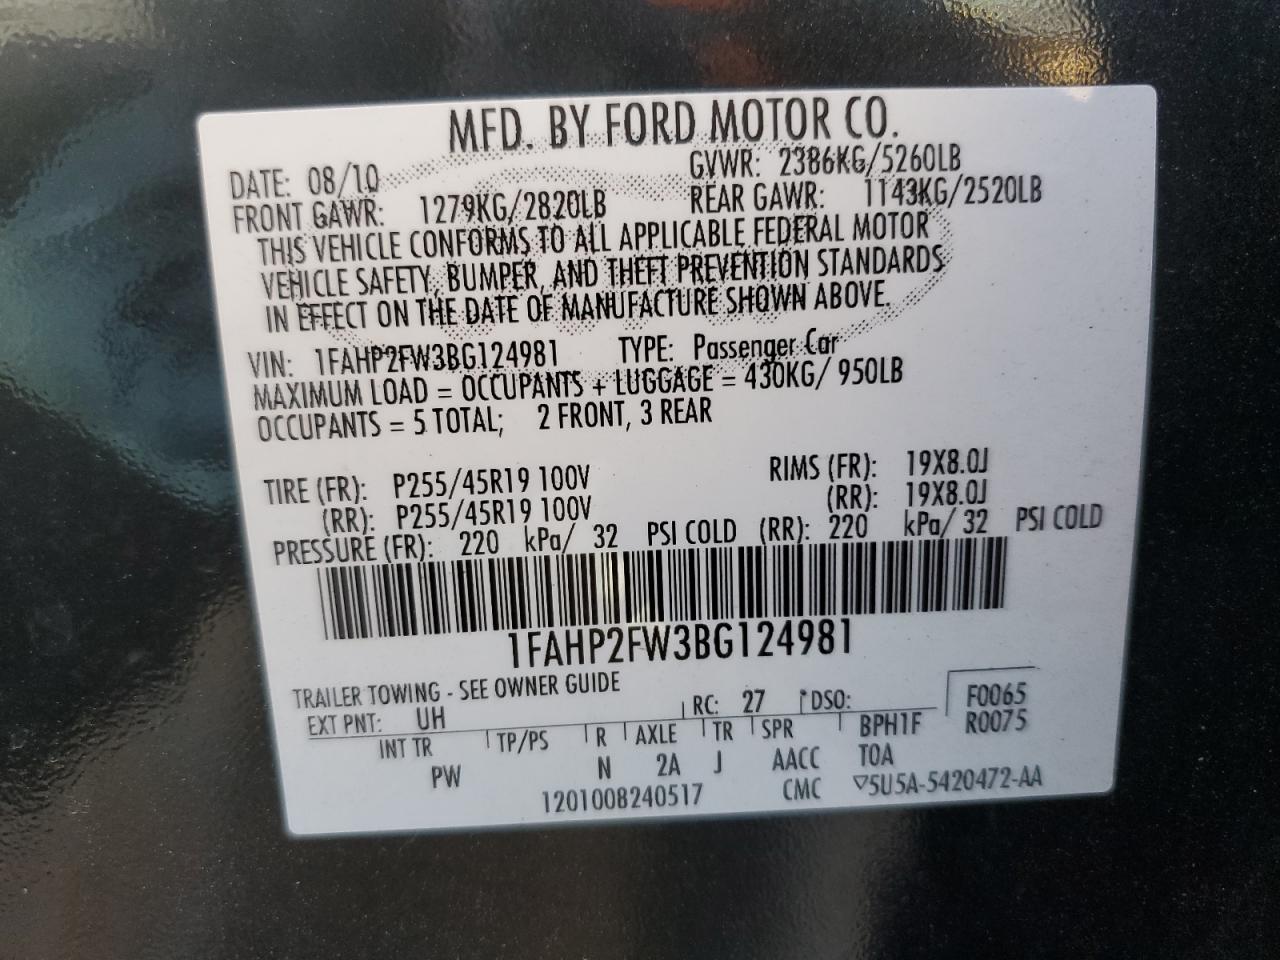 MFD. BY FORD MOTOR CO.
DATE: 08/10 GVWR: 2386KG/5260LB
FRONT GAWR: 1279KG/2820LB REAR GAWR: 1143KG/2520LB
THIS VEHICLE CONFORMS TO ALL APPLICABLE FEDERAL MOTOR
VEHICLE SAFETY, BUMPER, AND THEFT PREVENTION STANDARDS
IN EFFECT ON THE DATE OF MANUFACTURE SHOWN ABOVE.
VIN: 1FAHP2FW3BG124981 TYPE: Passenger Car
MAXIMUM LOAD = OCCUPANTS + LUGGAGE = 430KG/ 950LB
OCCUPANTS = 5 TOTAL; 2 FRONT, 3 REAR
TIRE (FR): P255/45R19 100V RIMS (FR): 19X8.0J
(RR): P255/45R19 100V (RR): 19X8.0J
PRESSURE (FR): 220 kPa/ 32 PSI COLD (RR): 220 kPa/ 32 PSI COLD
1FAHP2FW3BG124981
TRAILER TOWING - SEE OWNER GUIDE
EXT PNT: UH RC: 27 DSO: F0065
INT TR TP/PS R AXLE TR SPR BPH1F R0075
PW N 2A J AACC TOA
1201008240517 CMC ▽5U5A-5420472-AA